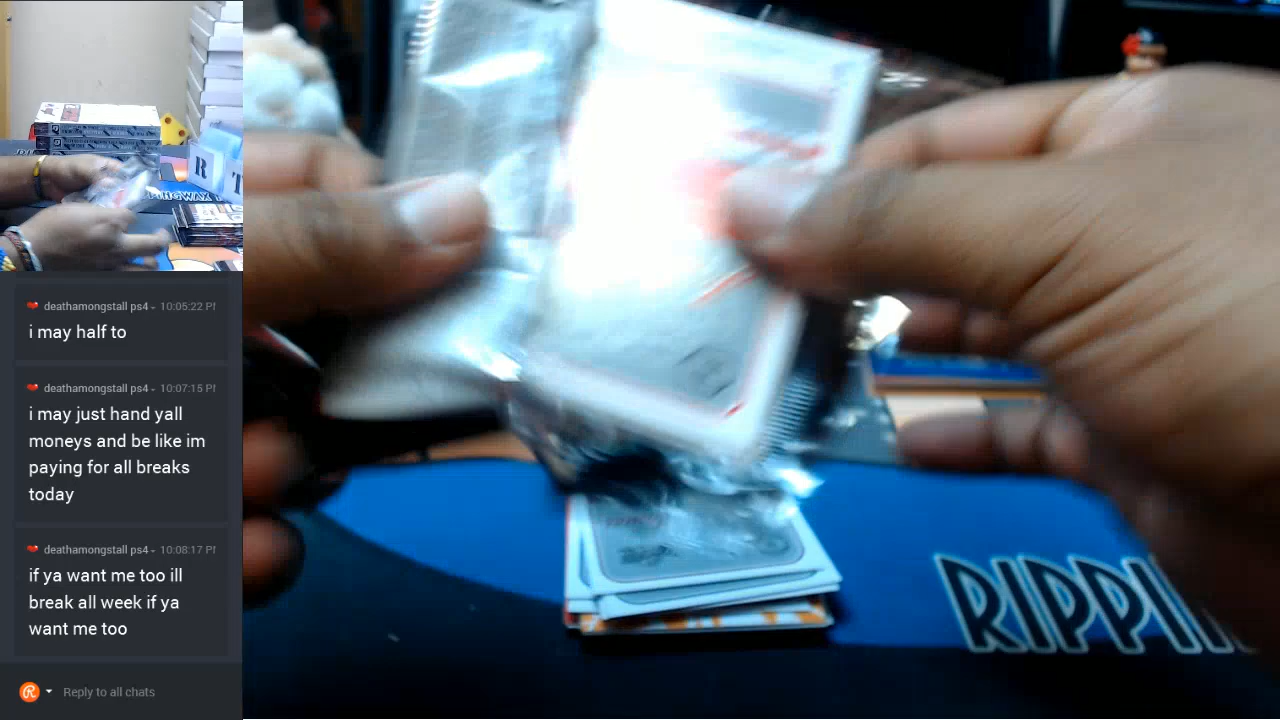 R T
deathamongstall ps4 - 10:05:22 P
i may half to
deathamongstall ps4 - 10:07:15 P
i may just hand yall
moneys and be like im
paying for all breaks
today
deathamongstall ps4 - 10:08:17 P
if ya want me too ill
break all week if ya
want me too
Reply to all chats
RIPPI